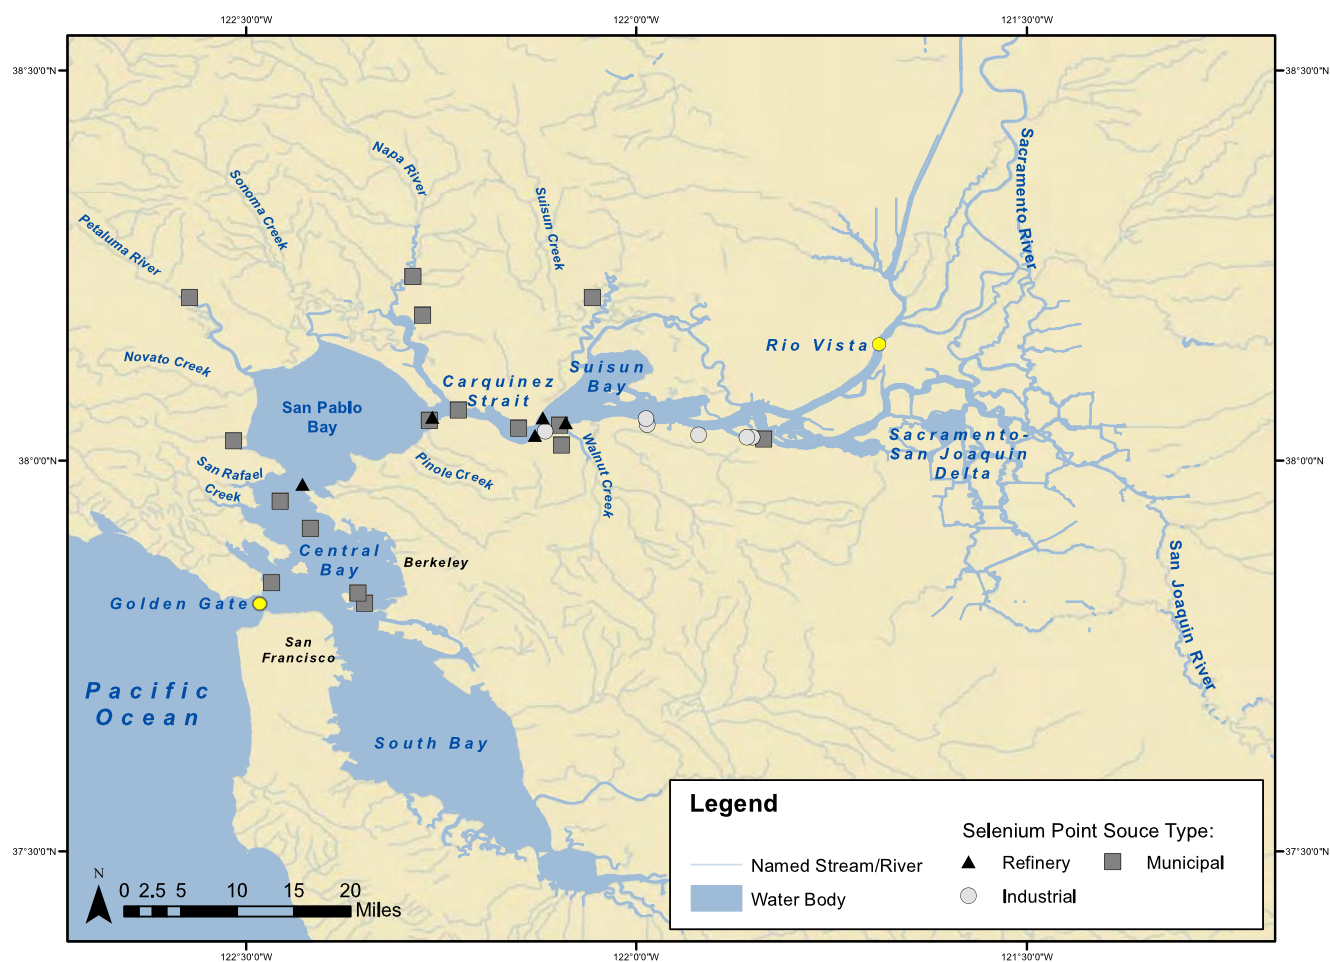 122°30'0"W
122°0'0"W
121°30'0"W
38°30'0"N
38°30'0"N
Sacramento River
Napa River
Sonoma Creek
Suisun Creek
Petaluma River
Rio Vista
Novato Creek
Suisun
Bay
Carquinez
Strait
San Pablo
Bay
Sacramento-
San Joaquin
Delta
Walnut Creek
38°0'0"N
38°0'0"N
San Rafael
Creek
Pinole Creek
Central
Bay
Berkeley
San Joaquin River
Golden Gate
San
Francisco
Pacific
Ocean
South Bay
Legend
Selenium Point Souce Type:
Named Stream/River
Refinery
Municipal
Water Body
Industrial
37°30'0"N
37°30'0"N
N
0 2.5 5 10 15 20
Miles
122°30'0"W
122°0'0"W
121°30'0"W